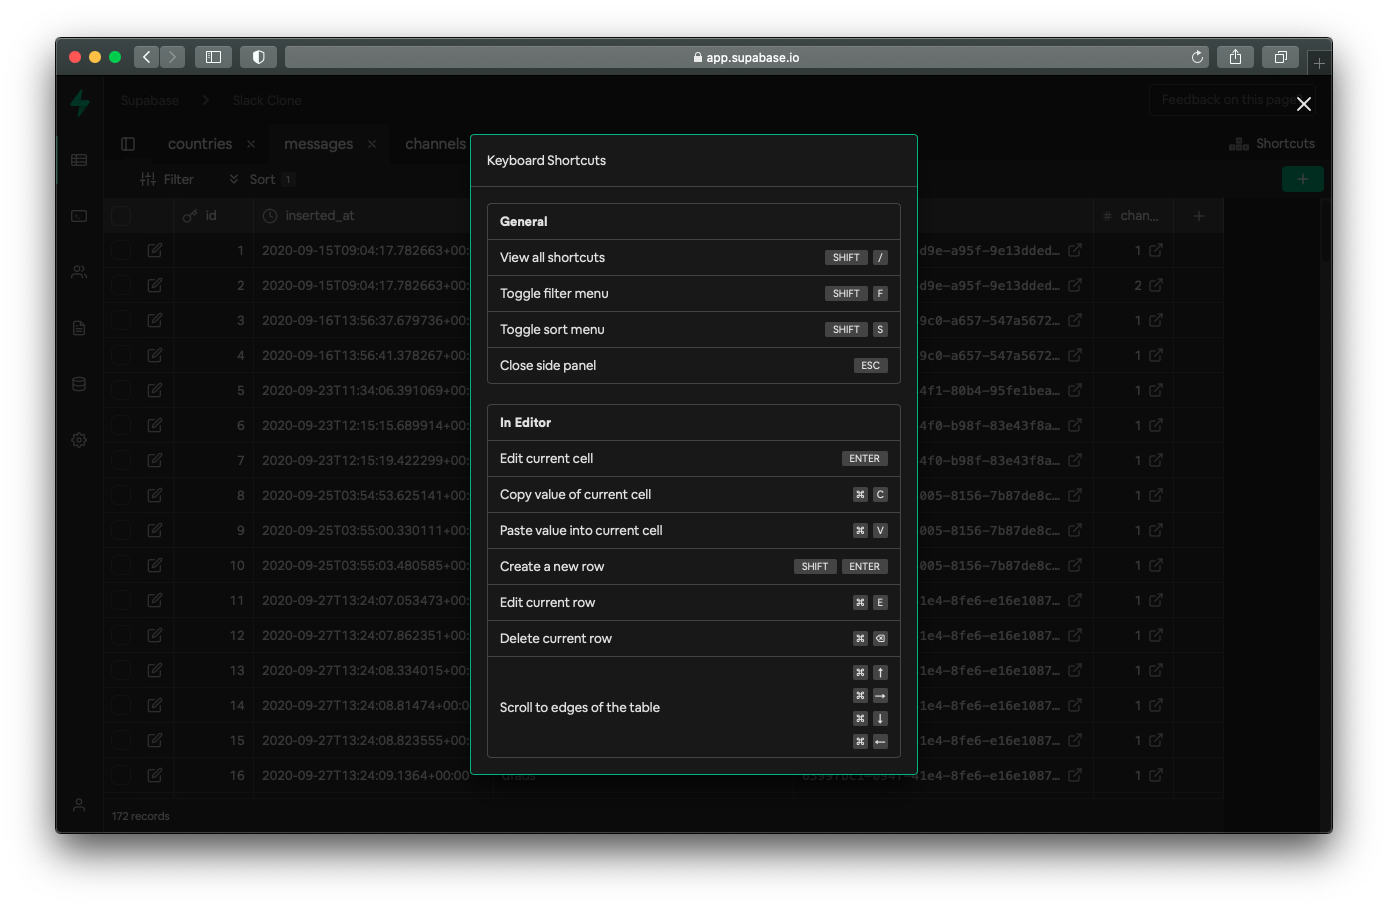 app.supabase.io
Supabase > Slack Clone
Feedback on this page
countries × messages × channels
Shortcuts
Filter Sort 1
+
id inserted_at # chan... +
1 2020-09-15T09:04:17.782663+00: d9e-a95f-9e13dded… 1
2 2020-09-15T09:04:17.782663+00: d9e-a95f-9e13dded… 2
3 2020-09-16T13:56:37.679736+00: 9c0-a657-547a5672… 1
4 2020-09-16T13:56:41.378267+00: 9c0-a657-547a5672… 1
5 2020-09-23T11:34:06.391069+00: 4f1-80b4-95fe1bea… 1
6 2020-09-23T12:15:15.689914+00: 4f0-b98f-83e43f8a… 1
7 2020-09-23T12:15:19.422299+00: 4f0-b98f-83e43f8a… 1
8 2020-09-25T03:54:53.625141+00: 005-8156-7b87de8c… 1
9 2020-09-25T03:55:00.330111+00: 005-8156-7b87de8c… 1
10 2020-09-25T03:55:03.480585+00: 005-8156-7b87de8c… 1
11 2020-09-27T13:24:07.053473+00: 1e4-8fe6-e16e1087… 1
12 2020-09-27T13:24:07.862351+00: 1e4-8fe6-e16e1087… 1
13 2020-09-27T13:24:08.334015+00: 1e4-8fe6-e16e1087… 1
14 2020-09-27T13:24:08.81474+00:0 1e4-8fe6-e16e1087… 1
15 2020-09-27T13:24:08.823555+00: 1e4-8fe6-e16e1087… 1
16 2020-09-27T13:24:09.1364+00:00 41e4-8fe6-e16e1087… 1
172 records
Keyboard Shortcuts
General
View all shortcuts SHIFT /
Toggle filter menu SHIFT F
Toggle sort menu SHIFT S
Close side panel ESC
In Editor
Edit current cell ENTER
Copy value of current cell ⌘ C
Paste value into current cell ⌘ V
Create a new row SHIFT ENTER
Edit current row ⌘ E
Delete current row ⌘ ⌫
Scroll to edges of the table
⌘ ↑
⌘ →
⌘ ↓
⌘ ←